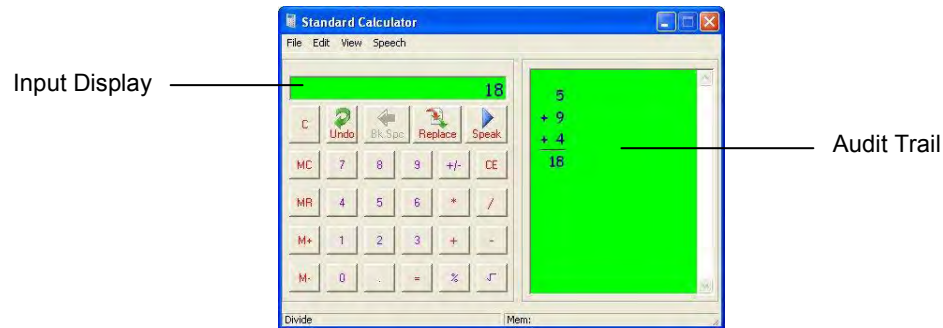 Standard Calculator
File Edit View Speech
Input Display
18
C Undo Bk.Spc Replace Speak
MC 7 8 9 +/- CE
MR 4 5 6 * /
M+ 1 2 3 + -
M- 0 . = % √
5
+ 9
+ 4
18
Audit Trail
Divide Mem: